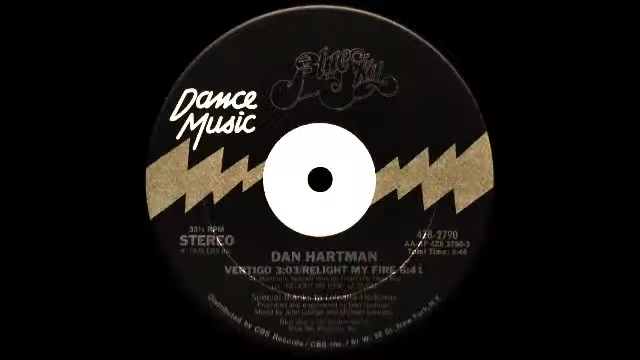 Blue Sky
Dance
Music
33⅓ RPM
STEREO
4Z8-2790
Total Time: 9:44
DAN HARTMAN
VERTIGO 3:03/RELIGHT MY FIRE 6:41
Special thanks to Loleatta Holloway
Distributed by CBS Records / CBS Inc. / 51 W. 52 St., New York, N.Y.